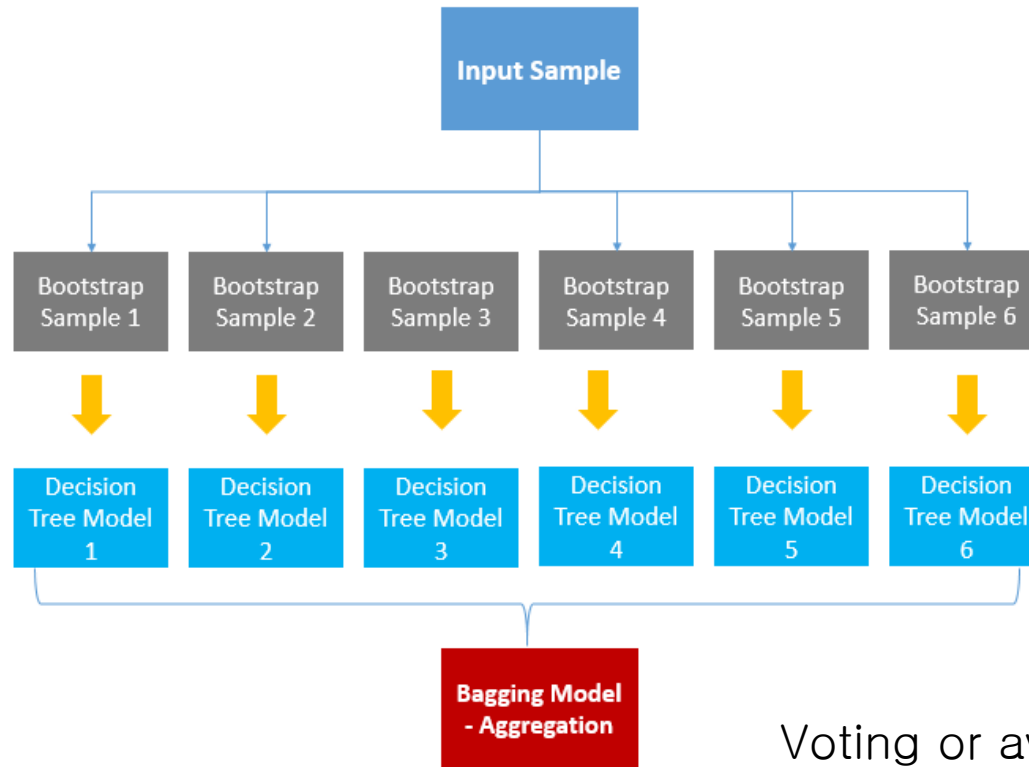 Input Sample
Bootstrap
Sample 1
Bootstrap
Sample 2
Bootstrap
Sample 3
Bootstrap
Sample 4
Bootstrap
Sample 5
Bootstrap
Sample 6
Decision
Tree Model
1
Decision
Tree Model
2
Decision
Tree Model
3
Decision
Tree Model
4
Decision
Tree Model
5
Decision
Tree Model
6
Bagging Model
- Aggregation
Voting or